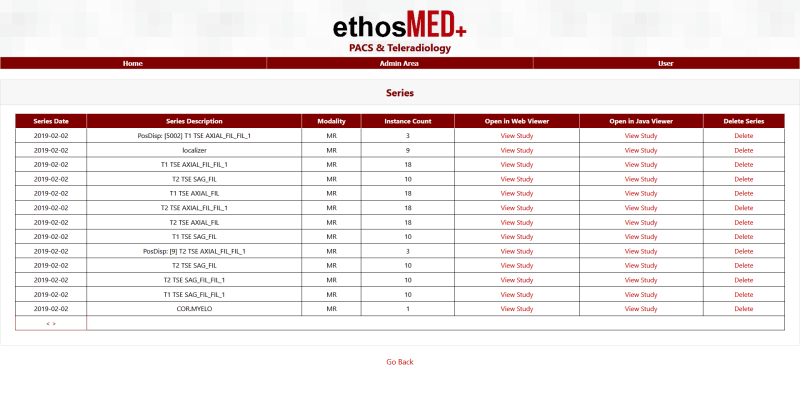 ethosMED+
PACS & Teleradiology
Home Admin Area User
Series
Series Date Series Description Modality Instance Count Open in Web Viewer Open in Java Viewer Delete Series
2019-02-02 PosDisp: [5002] T1 TSE AXIAL_FIL_FIL_1 MR 3 View Study View Study Delete
2019-02-02 localizer MR 9 View Study View Study Delete
2019-02-02 T1 TSE AXIAL_FIL_FIL_1 MR 18 View Study View Study Delete
2019-02-02 T2 TSE SAG_FIL MR 10 View Study View Study Delete
2019-02-02 T1 TSE AXIAL_FIL MR 18 View Study View Study Delete
2019-02-02 T2 TSE AXIAL_FIL_FIL_1 MR 18 View Study View Study Delete
2019-02-02 T2 TSE AXIAL_FIL MR 18 View Study View Study Delete
2019-02-02 T1 TSE SAG_FIL MR 10 View Study View Study Delete
2019-02-02 PosDisp: [9] T2 TSE AXIAL_FIL_FIL_1 MR 3 View Study View Study Delete
2019-02-02 T2 TSE SAG_FIL MR 10 View Study View Study Delete
2019-02-02 T2 TSE SAG_FIL_FIL_1 MR 10 View Study View Study Delete
2019-02-02 T1 TSE SAG_FIL_FIL_1 MR 10 View Study View Study Delete
2019-02-02 COR.MYELO MR 1 View Study View Study Delete
< >
Go Back